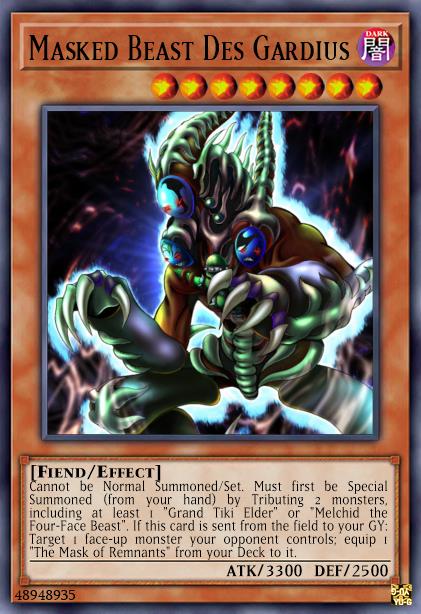 Masked Beast Des Gardius
DARK
闇
[Fiend/Effect]
Cannot be Normal Summoned/Set. Must first be Special
Summoned (from your hand) by Tributing 2 monsters,
including at least 1 "Grand Tiki Elder" or "Melchid the
Four-Face Beast". If this card is sent from the field to your GY:
Target 1 face-up monster your opponent controls; equip 1
"The Mask of Remnants" from your Deck to it.
ATK/3300 DEF/2500
48948935